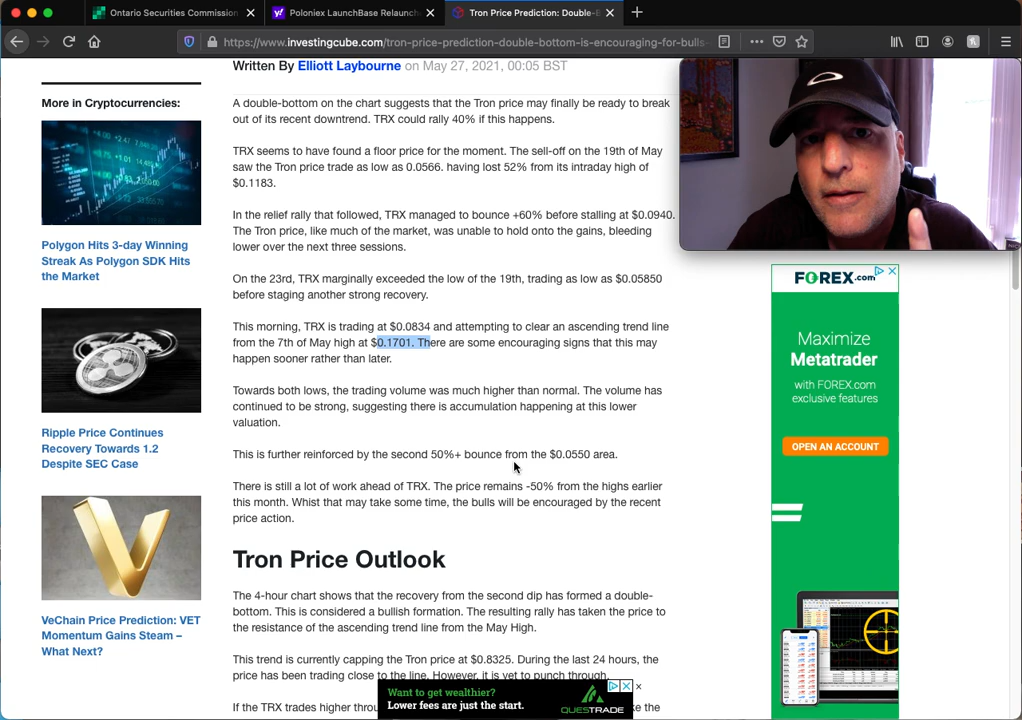 Ontario Securities Commission
Poloniex LaunchBase Relaunch
Tron Price Prediction: Double-B
https://www.investingcube.com/tron-price-prediction-double-bottom-is-encouraging-for-bulls-
Written By Elliott Laybourne on May 27, 2021, 00:05 BST
More in Cryptocurrencies:
Polygon Hits 3-day Winning
Streak As Polygon SDK Hits
the Market
Ripple Price Continues
Recovery Towards 1.2
Despite SEC Case
VeChain Price Prediction: VET
Momentum Gains Steam –
What Next?
A double-bottom on the chart suggests that the Tron price may finally be ready to break
out of its recent downtrend. TRX could rally 40% if this happens.
TRX seems to have found a floor price for the moment. The sell-off on the 19th of May
saw the Tron price trade as low as 0.0566. having lost 52% from its intraday high of
$0.1183.
In the relief rally that followed, TRX managed to bounce +60% before stalling at $0.0940.
The Tron price, like much of the market, was unable to hold onto the gains, bleeding
lower over the next three sessions.
On the 23rd, TRX marginally exceeded the low of the 19th, trading as low as $0.05850
before staging another strong recovery.
This morning, TRX is trading at $0.0834 and attempting to clear an ascending trend line
from the 7th of May high at $0.1701. There are some encouraging signs that this may
happen sooner rather than later.
Towards both lows, the trading volume was much higher than normal. The volume has
continued to be strong, suggesting there is accumulation happening at this lower
valuation.
This is further reinforced by the second 50%+ bounce from the $0.0550 area.
There is still a lot of work ahead of TRX. The price remains -50% from the highs earlier
this month. Whist that may take some time, the bulls will be encouraged by the recent
price action.
Tron Price Outlook
The 4-hour chart shows that the recovery from the second dip has formed a double-
bottom. This is considered a bullish formation. The resulting rally has taken the price to
the resistance of the ascending trend line from the May High.
This trend is currently capping the Tron price at $0.8325. During the last 24 hours, the
price has been trading close to the line. However, it is yet to punch through.
If the TRX trades higher throu
ke the
Want to get wealthier?
Lower fees are just the start.
QUESTRADE
FOREX.com
Maximize
Metatrader
with FOREX.com
exclusive features
OPEN AN ACCOUNT